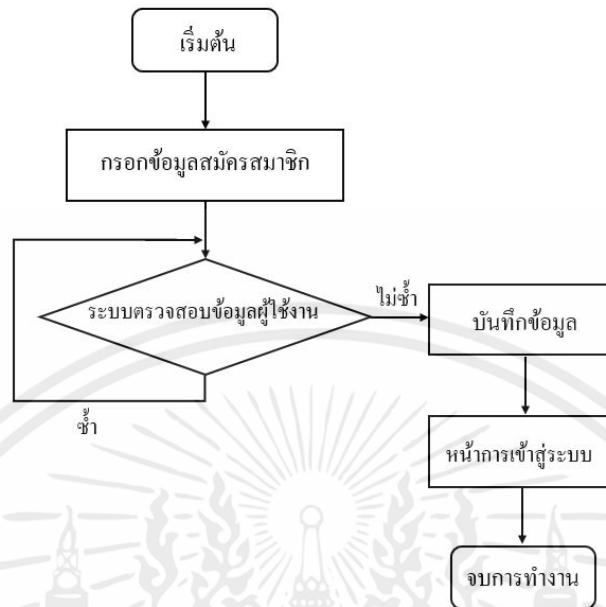 เริ่มต้น
กรอกข้อมูลสมัครสมาชิก
ระบบตรวจสอบข้อมูลผู้ใช้งาน
ไม่ซ้ำ
บันทึกข้อมูล
ซ้ำ
หน้าการเข้าสู่ระบบ
จบการทำงาน